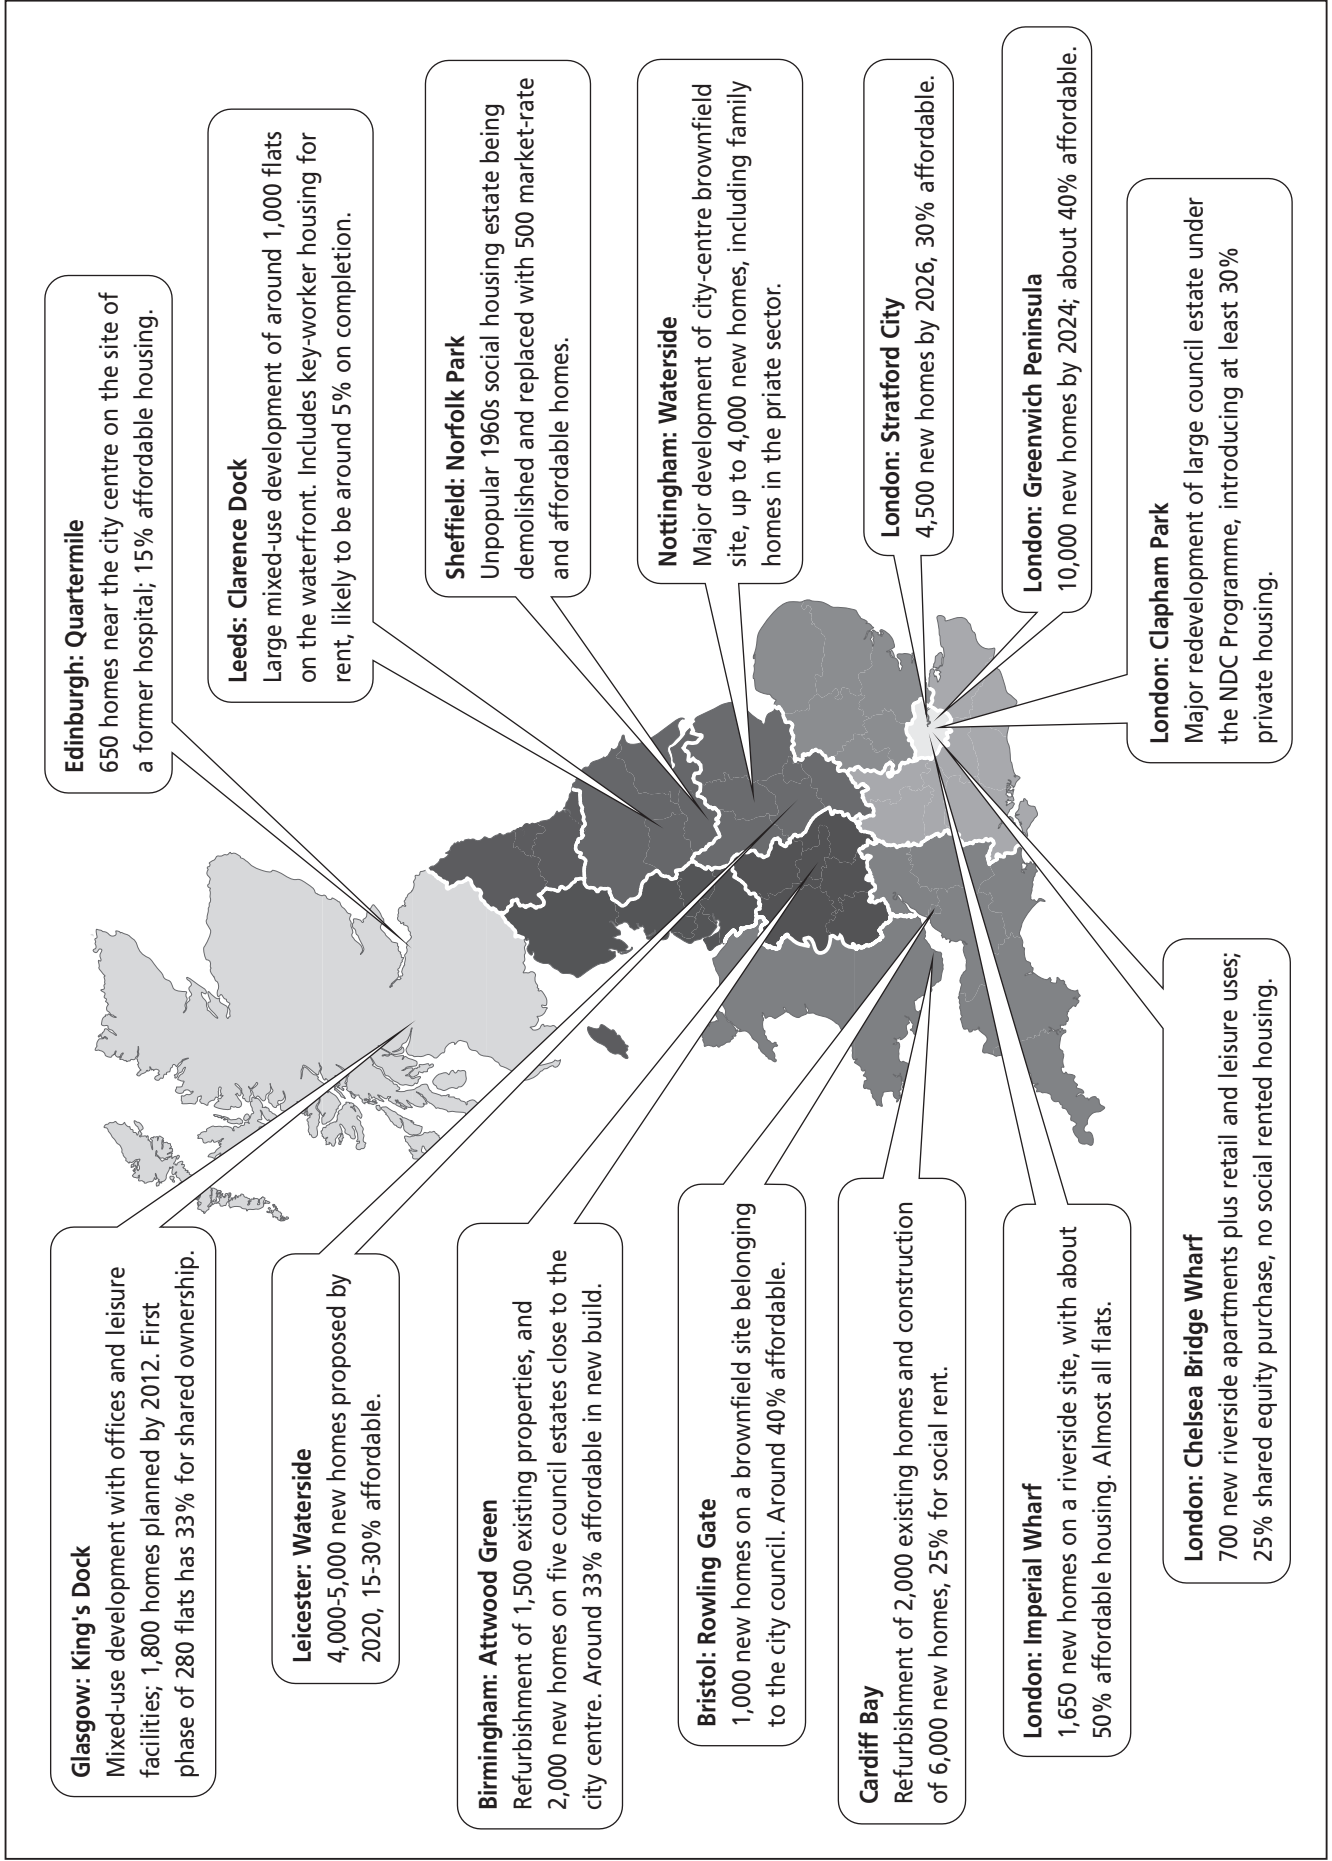 Glasgow: King's Dock
Mixed-use development with offices and leisure
facilities; 1,800 homes planned by 2012. First
phase of 280 flats has 33% for shared ownership.
Edinburgh: Quartermile
650 homes near the city centre on the site of
a former hospital; 15% affordable housing.
Leeds: Clarence Dock
Large mixed-use development of around 1,000 flats
on the waterfront. Includes key-worker housing for
rent, likely to be around 5% on completion.
Leicester: Waterside
4,000-5,000 new homes proposed by
2020, 15-30% affordable.
Sheffield: Norfolk Park
Unpopular 1960s social housing estate being
demolished and replaced with 500 market-rate
and affordable homes.
Birmingham: Attwood Green
Refurbishment of 1,500 existing properties, and
2,000 new homes on five council estates close to the
city centre. Around 33% affordable in new build.
Nottingham: Waterside
Major development of city-centre brownfield
site, up to 4,000 new homes, including family
homes in the priate sector.
Bristol: Rowling Gate
1,000 new homes on a brownfield site belonging
to the city council. Around 40% affordable.
London: Stratford City
4,500 new homes by 2026, 30% affordable.
Cardiff Bay
Refurbishment of 2,000 existing homes and construction
of 6,000 new homes, 25% for social rent.
London: Greenwich Peninsula
10,000 new homes by 2024; about 40% affordable.
London: Imperial Wharf
1,650 new homes on a riverside site, with about
50% affordable housing. Almost all flats.
London: Clapham Park
Major redevelopment of large council estate under
the NDC Programme, introducing at least 30%
private housing.
London: Chelsea Bridge Wharf
700 new riverside apartments plus retail and leisure uses;
25% shared equity purchase, no social rented housing.